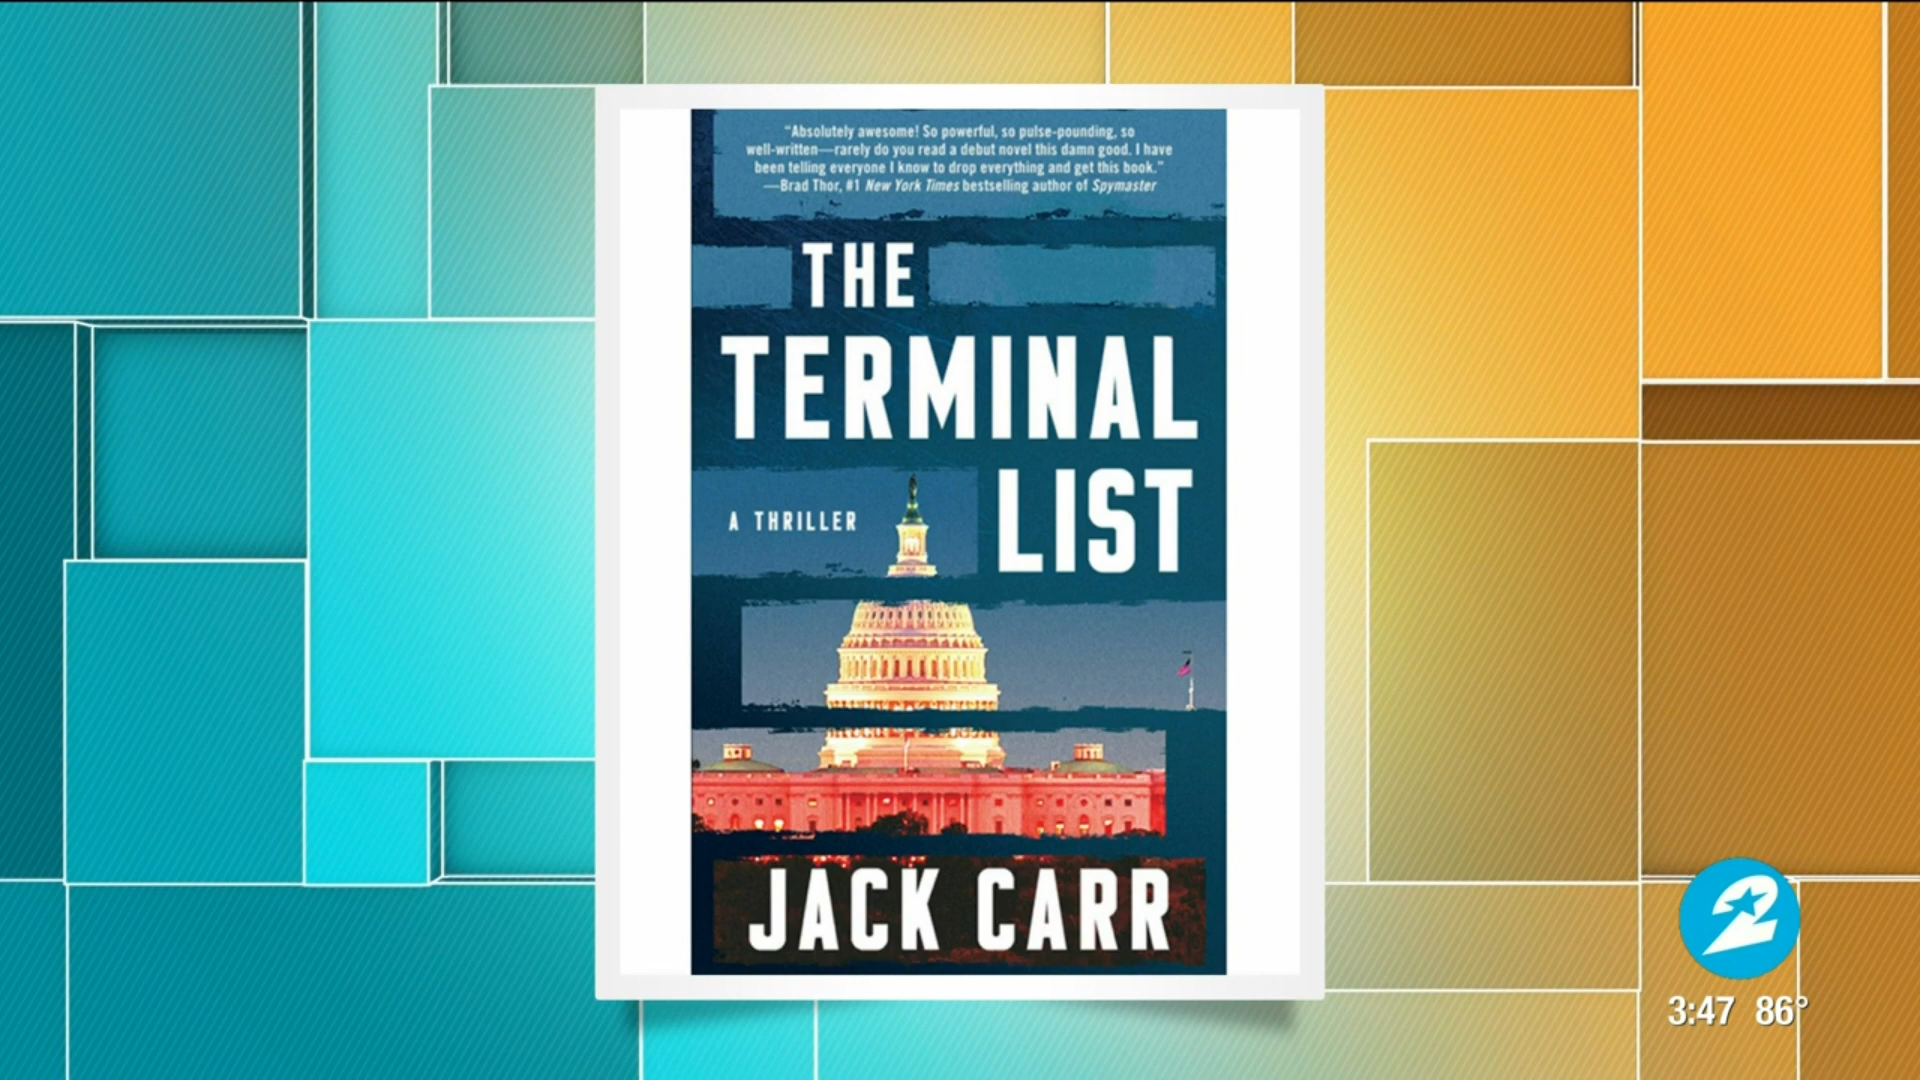 “Absolutely awesome! So powerful, so pulse-pounding, so
well-written—rarely do you read a debut novel this damn good. I have
been telling everyone I know to drop everything and get this book.”
—Brad Thor, #1 New York Times bestselling author of Spymaster
THE
TERMINAL
LIST
A THRILLER
JACK CARR
2
3:47 86°